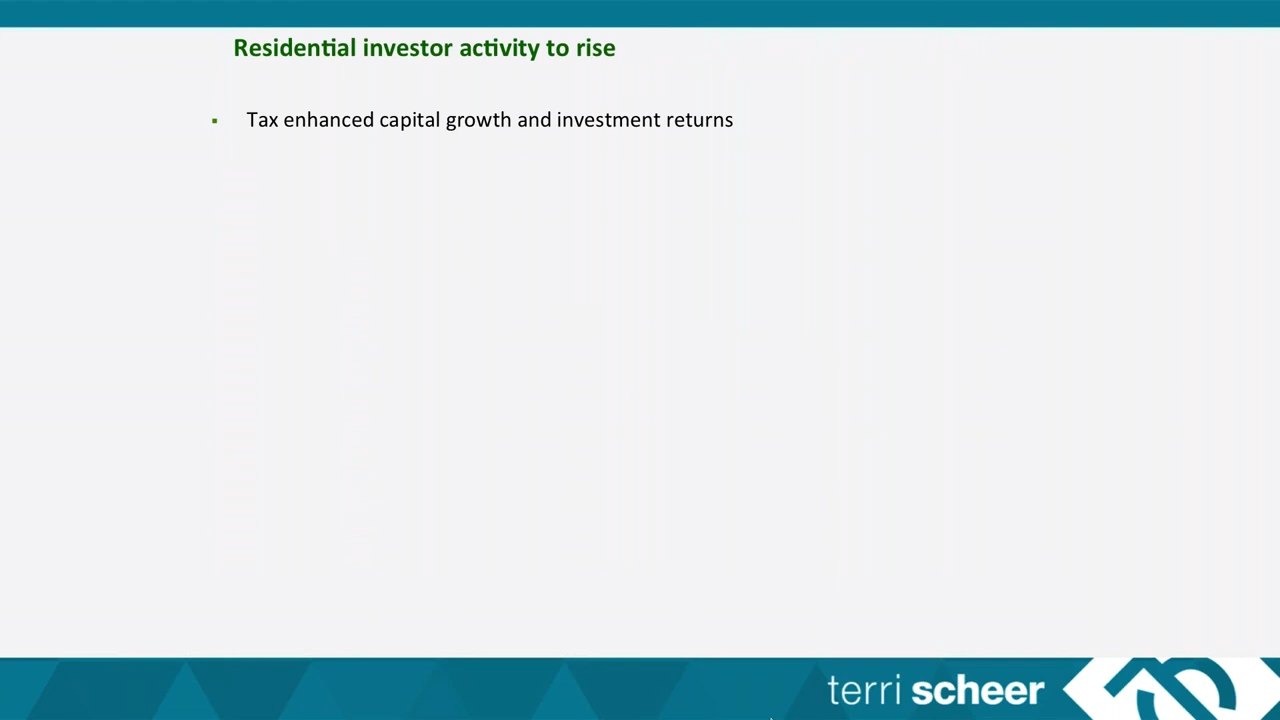 Residential investor activity to rise
Tax enhanced capital growth and investment returns
terri scheer